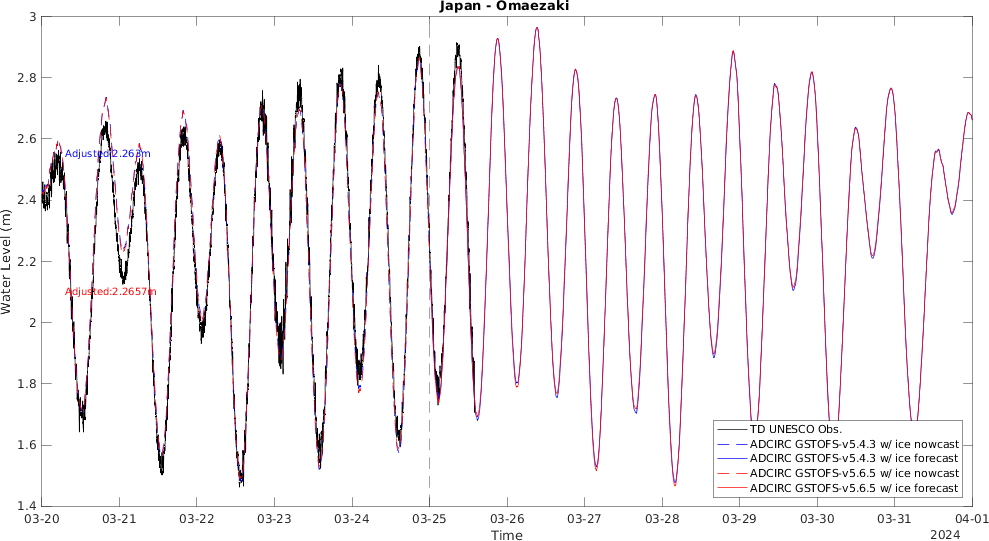 Japan - Omaezaki
Water Level (m)
3
2.8
2.6
2.4
2.2
2
1.8
1.6
1.4
Adjusted:2.263m
Adjusted:2.2657m
TD UNESCO Obs.
ADCIRC GSTOFS-v5.4.3 w/ ice nowcast
ADCIRC GSTOFS-v5.4.3 w/ ice forecast
ADCIRC GSTOFS-v5.6.5 w/ ice nowcast
ADCIRC GSTOFS-v5.6.5 w/ ice forecast
03-20 03-21 03-22 03-23 03-24 03-25 03-26 03-27 03-28 03-29 03-30 03-31 04-01
Time
2024